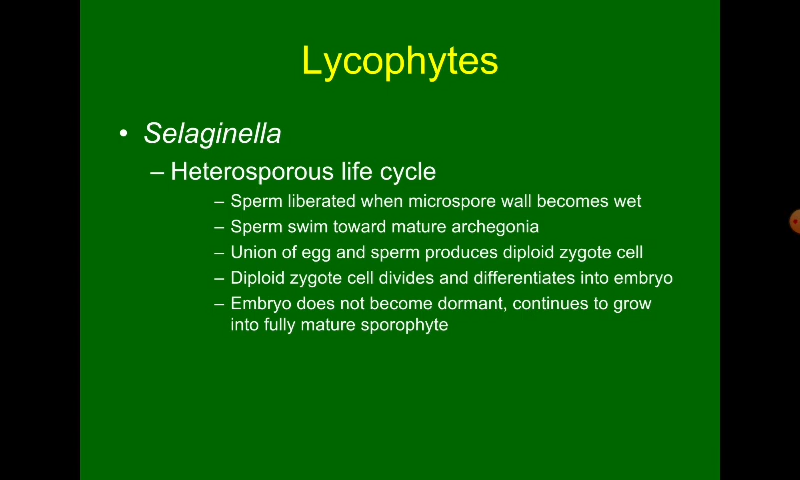 Lycophytes
• Selaginella
– Heterosporous life cycle
– Sperm liberated when microspore wall becomes wet
– Sperm swim toward mature archegonia
– Union of egg and sperm produces diploid zygote cell
– Diploid zygote cell divides and differentiates into embryo
– Embryo does not become dormant, continues to grow
into fully mature sporophyte